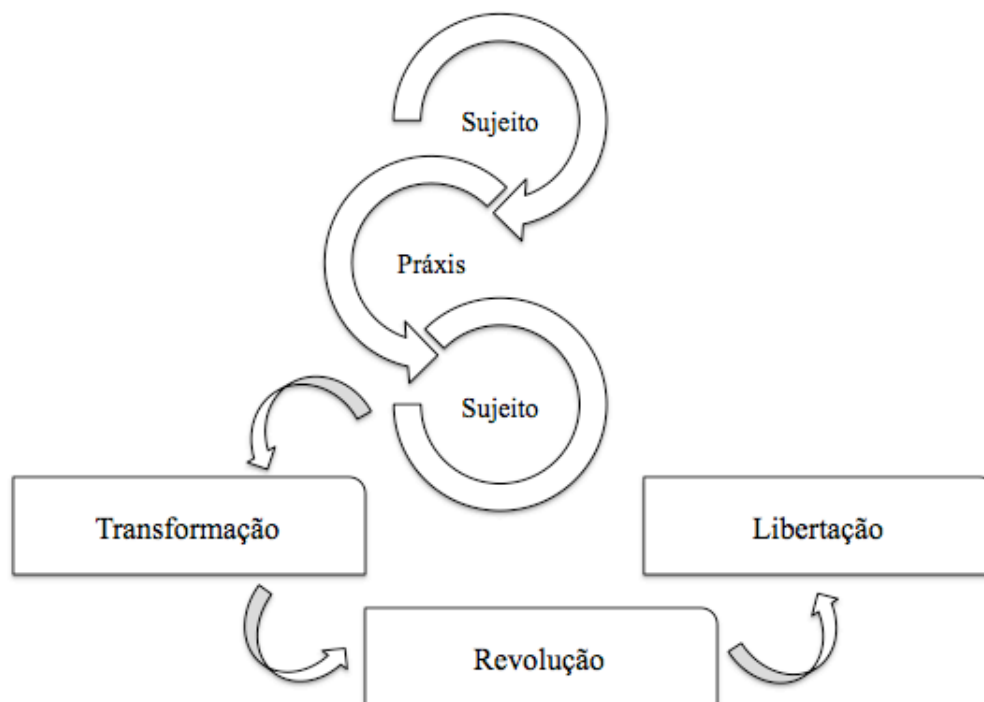 Sujeito
Práxis
Sujeito
Transformação
Libertação
Revolução